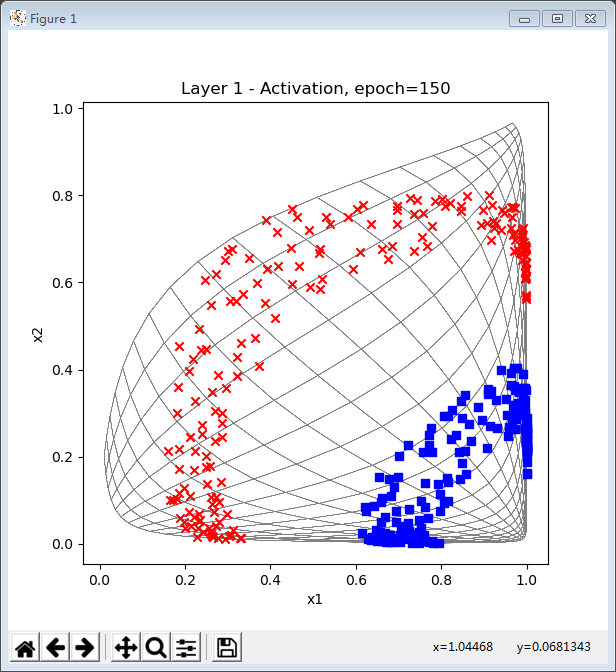 Figure 1
Layer 1 - Activation, epoch=150
1.0
0.8
0.6
0.4
0.2
0.0
x2
0.0 0.2 0.4 0.6 0.8 1.0
x1
x=1.04468 y=0.0681343